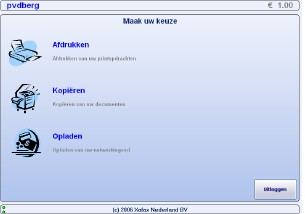 pvdberg € 1.00
Maak uw keuze
Afdrukken
Afdrukken van uw printopdrachten
Kopiëren
Kopiëren van uw documenten
Opladen
Opladen van uw netwerktegoed
Uitloggen
(c) 2006 Xafax Nederland BV